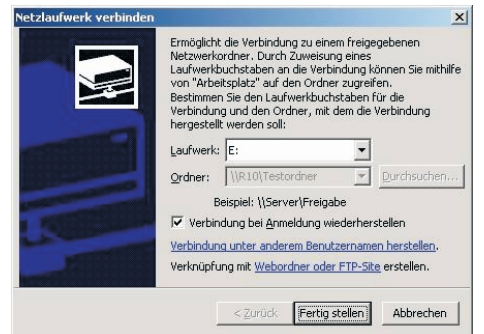 Netzlaufwerk verbinden
Ermöglicht die Verbindung zu einem freigegebenen
Netzwerkordner. Durch Zuweisung eines
Laufwerkbuchstaben an die Verbindung können Sie mithilfe
von "Arbeitsplatz" auf den Ordner zugreifen.
Bestimmen Sie den Laufwerkbuchstaben für die
Verbindung und den Ordner, mit dem die Verbindung
hergestellt werden soll:
Laufwerk: E:
Ordner: \\R10\Testordner Durchsuchen...
Beispiel: \\Server\Freigabe
Verbindung bei Anmeldung wiederherstellen
Verbindung unter anderem Benutzernamen herstellen.
Verknüpfung mit Webordner oder FTP-Site erstellen.
< Zurück Fertig stellen Abbrechen